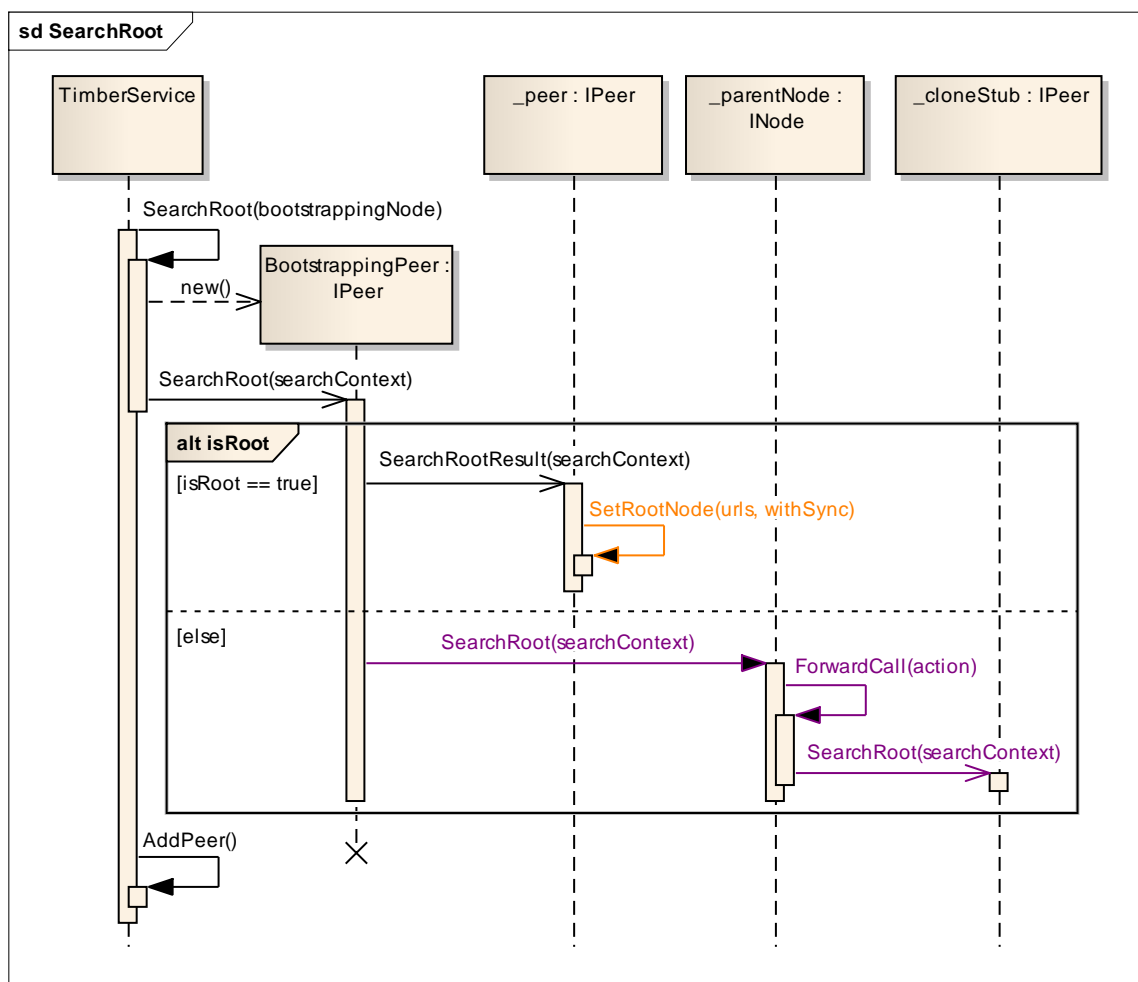 sd SearchRoot
TimberService
_peer : IPeer
_parentNode :
INode
_cloneStub : IPeer
SearchRoot(bootstrappingNode)
BootstrappingPeer :
IPeer
new()
SearchRoot(searchContext)
alt isRoot
SearchRootResult(searchContext)
[isRoot == true]
SetRootNode(urls, withSync)
[else]
SearchRoot(searchContext)
ForwardCall(action)
SearchRoot(searchContext)
AddPeer()